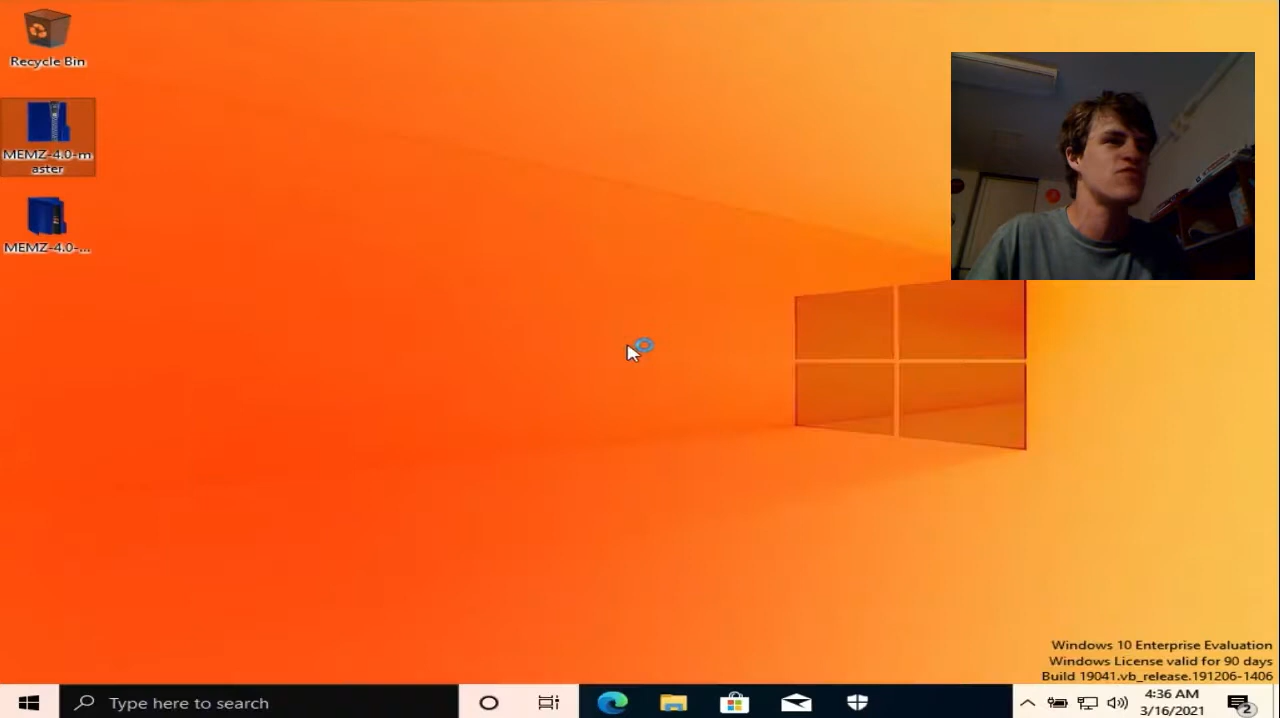 Recycle Bin
MEMZ-4.0-m
aster
MEMZ-4.0-...
Windows 10 Enterprise Evaluation
Windows License valid for 90 days
Build 19041.vb_release.191206-1406
Type here to search
4:36 AM
3/16/2021
2